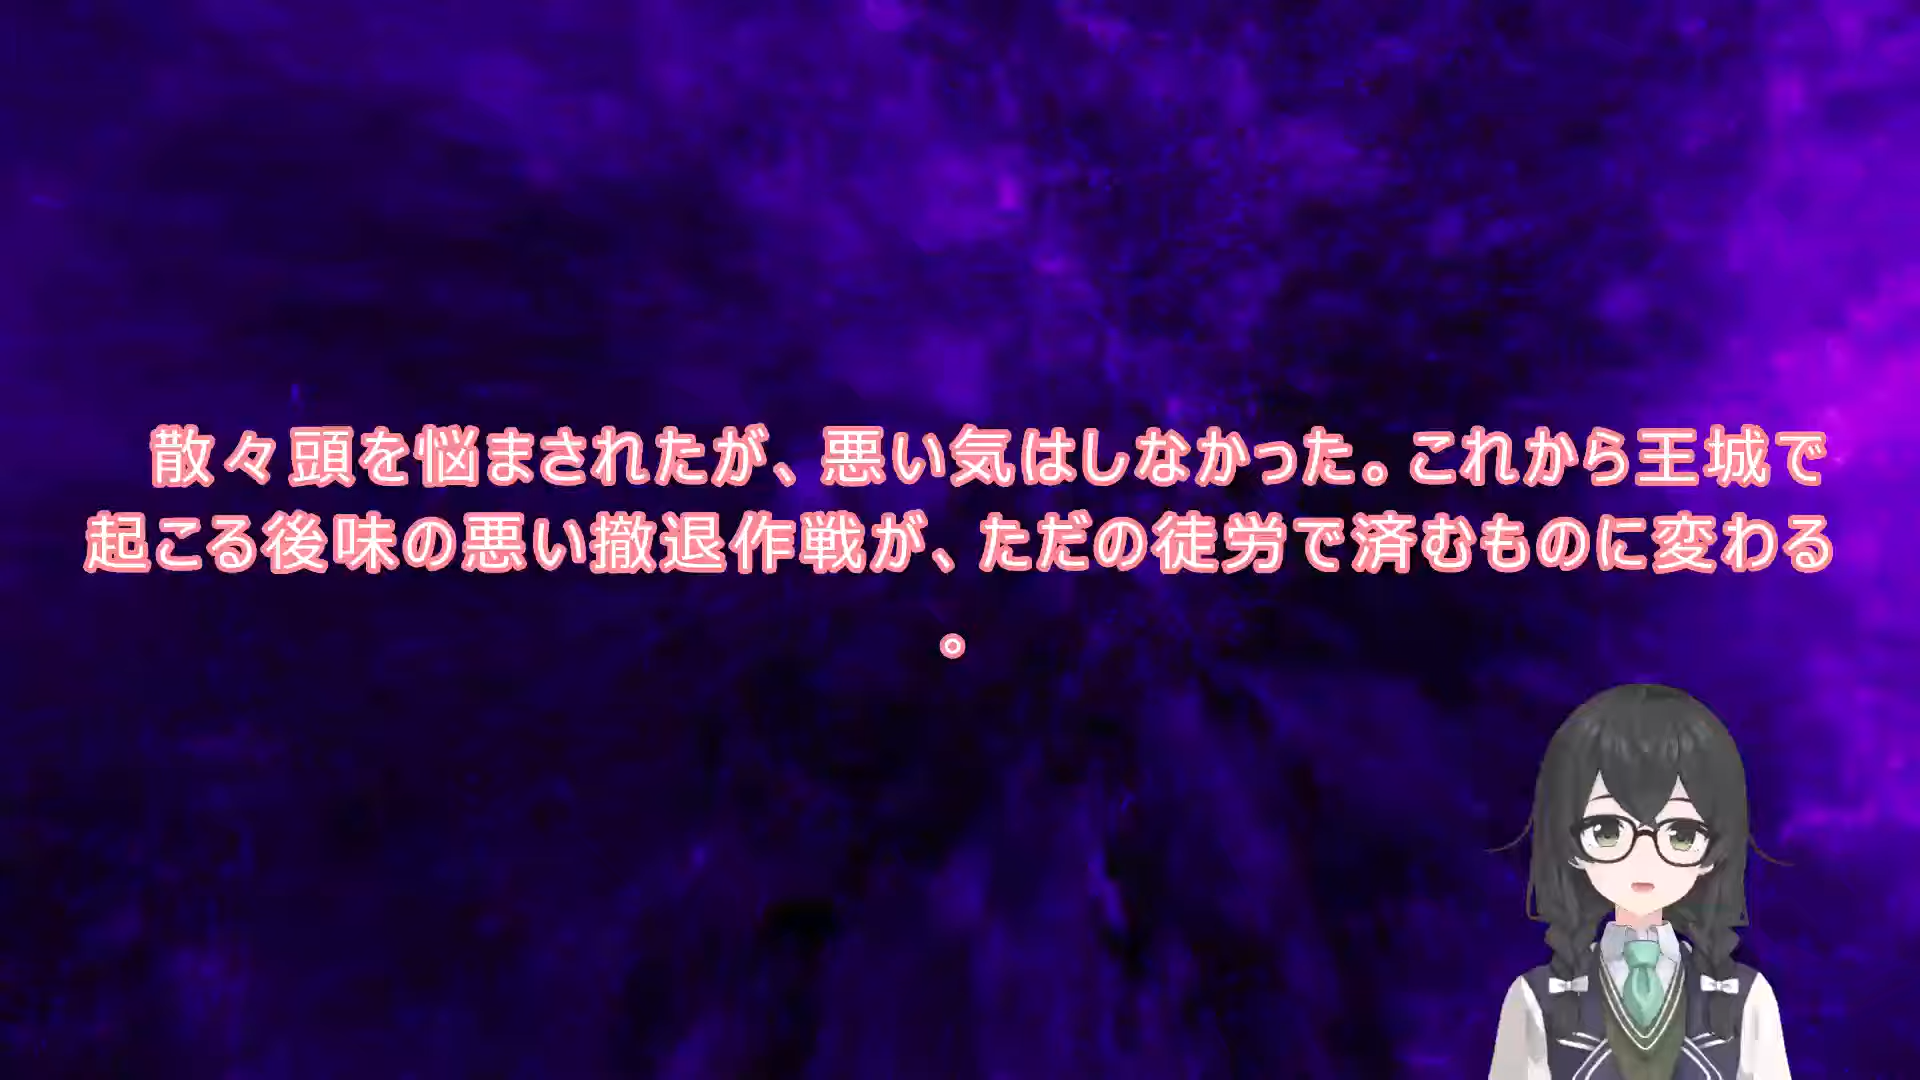 散々頭を悩まされたが、悪い気はしなかった。これから王城で
起こる後味の悪い撤退作戦が、ただの徒労で済むものに変わる
。